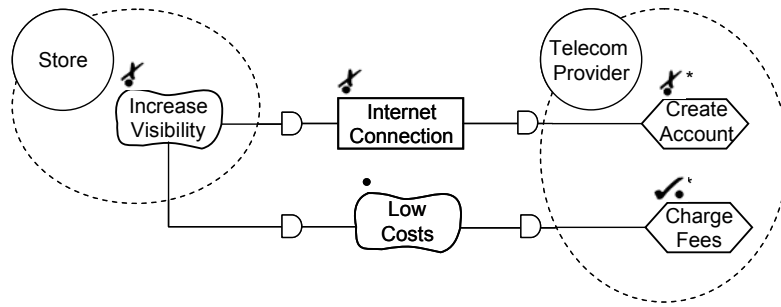 Store
Telecom
Provider
Increase
Visibility
Internet
Connection
*
Create
Account
Low
Costs
*
Charge
Fees